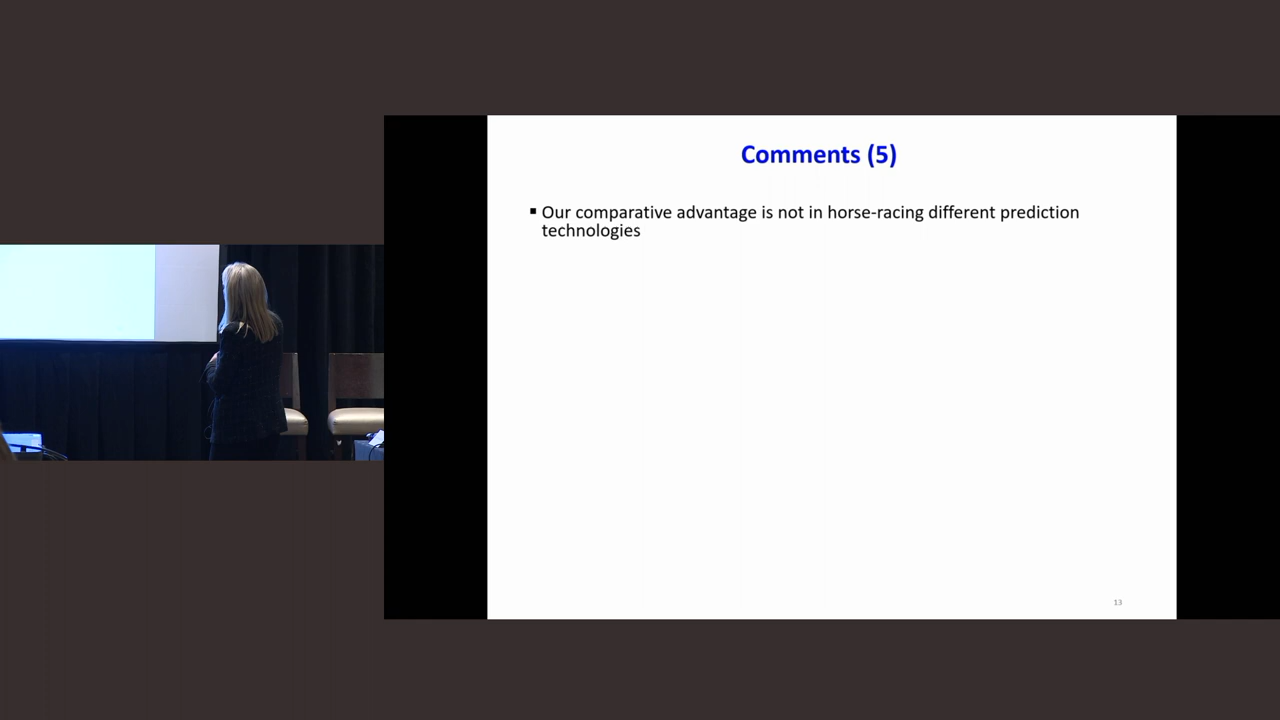 Comments (5)
▪ Our comparative advantage is not in horse-racing different prediction
technologies
13